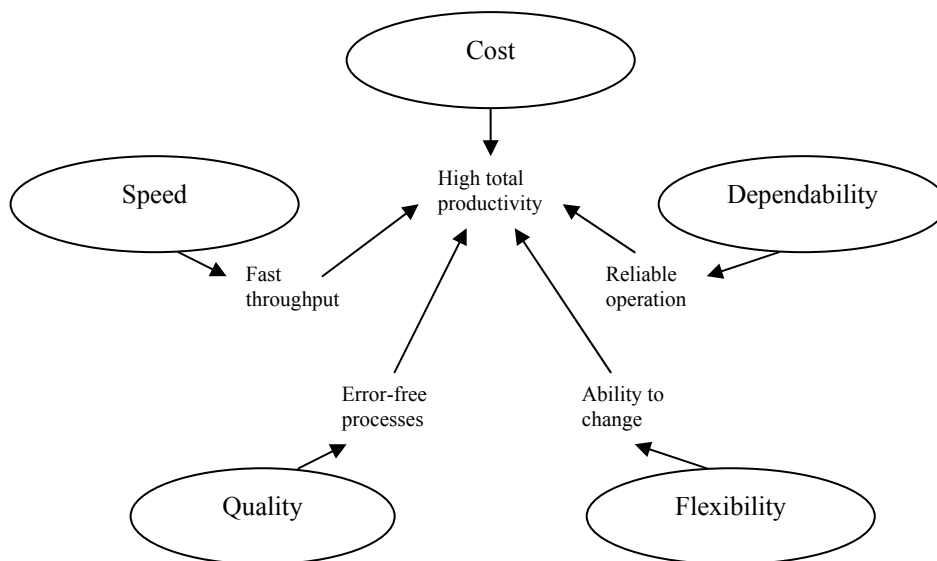 Cost
High total
productivity
Speed
Dependability
Fast
throughput
Reliable
operation
Error-free
processes
Ability to
change
Quality
Flexibility